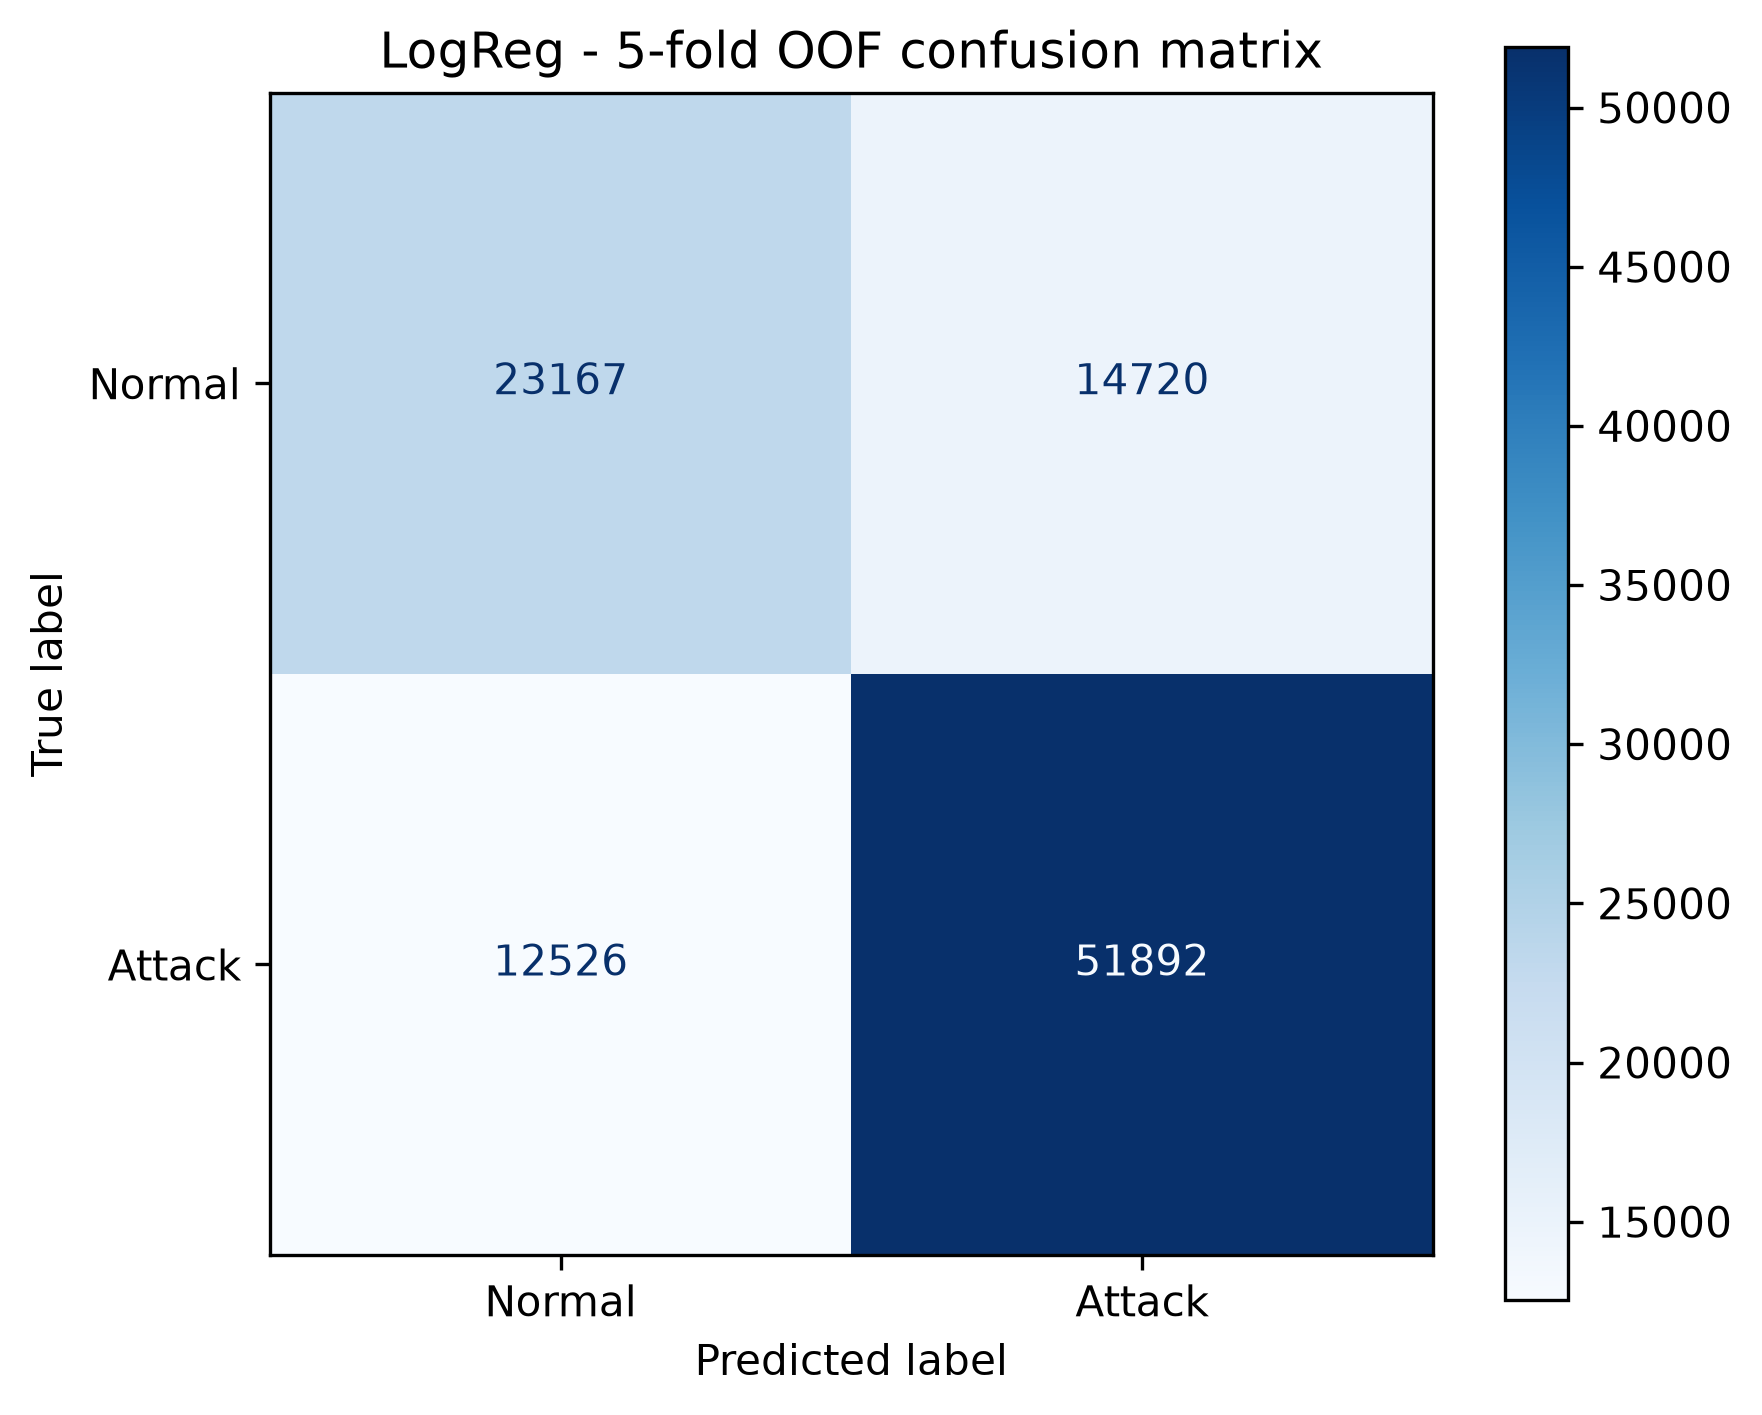 LogReg - 5-fold OOF confusion matrix
50000
45000
40000
35000
30000
25000
20000
15000
True label
Normal
23167
14720
Attack
12526
51892
Normal
Attack
Predicted label